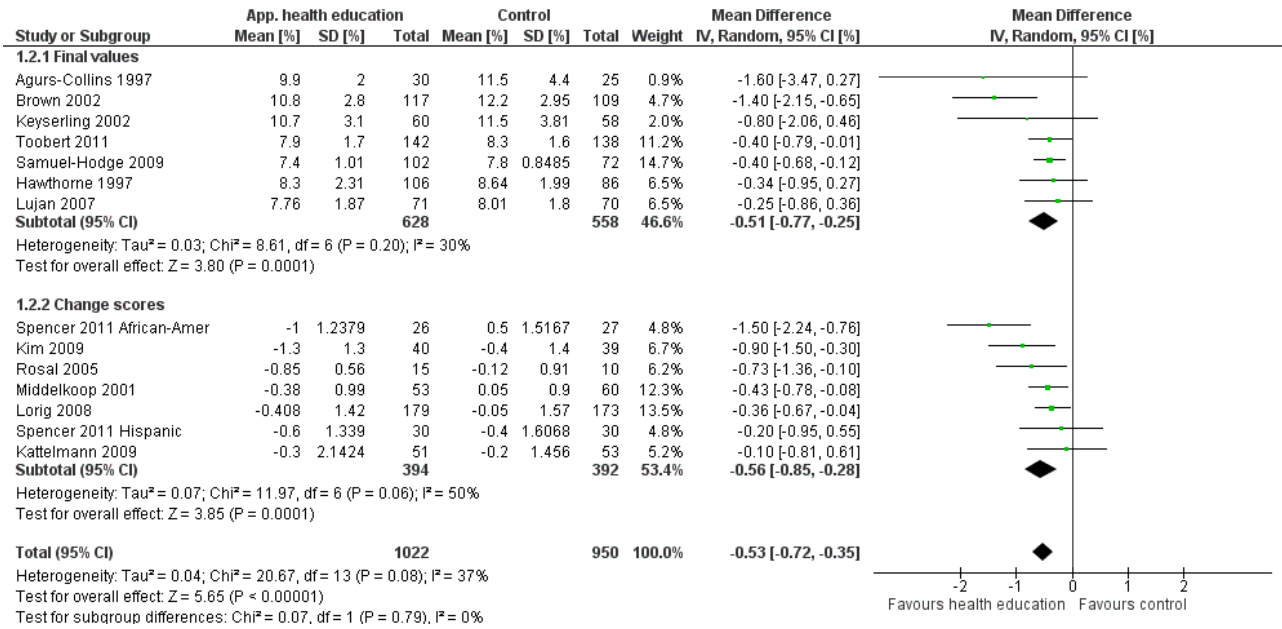 App. health education Control Mean Difference Mean Difference
Study or Subgroup Mean [%] SD [%] Total Mean [%] SD [%] Total Weight IV, Random, 95% CI [%] IV, Random, 95% CI [%]
1.2.1 Final values
Agurs-Collins 1997 9.9 2 30 11.5 4.4 25 0.9% -1.60 [-3.47, 0.27]
Brown 2002 10.8 2.8 117 12.2 2.95 109 4.7% -1.40 [-2.15, -0.65]
Keyserling 2002 10.7 3.1 60 11.5 3.81 58 2.0% -0.80 [-2.06, 0.46]
Toobert 2011 7.9 1.7 142 8.3 1.6 138 11.2% -0.40 [-0.79, -0.01]
Samuel-Hodge 2009 7.4 1.01 102 7.8 0.8485 72 14.7% -0.40 [-0.68, -0.12]
Hawthorne 1997 8.3 2.31 106 8.64 1.99 86 6.5% -0.34 [-0.95, 0.27]
Lujan 2007 7.76 1.87 71 8.01 1.8 70 6.5% -0.25 [-0.86, 0.36]
Subtotal (95% CI) 628 558 46.6% -0.51 [-0.77, -0.25]
Heterogeneity: Tau² = 0.03; Chi² = 8.61, df = 6 (P = 0.20); I² = 30%
Test for overall effect: Z = 3.80 (P = 0.0001)
1.2.2 Change scores
Spencer 2011 African-Amer -1 1.2379 26 0.5 1.5167 27 4.8% -1.50 [-2.24, -0.76]
Kim 2009 -1.3 1.3 40 -0.4 1.4 39 6.7% -0.90 [-1.50, -0.30]
Rosal 2005 -0.85 0.56 15 -0.12 0.91 10 6.2% -0.73 [-1.36, -0.10]
Middelkoop 2001 -0.38 0.99 53 0.05 0.9 60 12.3% -0.43 [-0.78, -0.08]
Lorig 2008 -0.408 1.42 179 -0.05 1.57 173 13.5% -0.36 [-0.67, -0.04]
Spencer 2011 Hispanic -0.6 1.339 30 -0.4 1.6068 30 4.8% -0.20 [-0.95, 0.55]
Kattelmann 2009 -0.3 2.1424 51 -0.2 1.456 53 5.2% -0.10 [-0.81, 0.61]
Subtotal (95% CI) 394 392 53.4% -0.56 [-0.85, -0.28]
Heterogeneity: Tau² = 0.07; Chi² = 11.97, df = 6 (P = 0.06); I² = 50%
Test for overall effect: Z = 3.85 (P = 0.0001)
Total (95% CI) 1022 950 100.0% -0.53 [-0.72, -0.35]
Heterogeneity: Tau² = 0.04; Chi² = 20.67, df = 13 (P = 0.08); I² = 37%
Test for overall effect: Z = 5.65 (P < 0.00001)
Test for subgroup differences: Chi² = 0.07, df = 1 (P = 0.79), I² = 0%
-2 -1 0 1 2
Favours health education Favours control